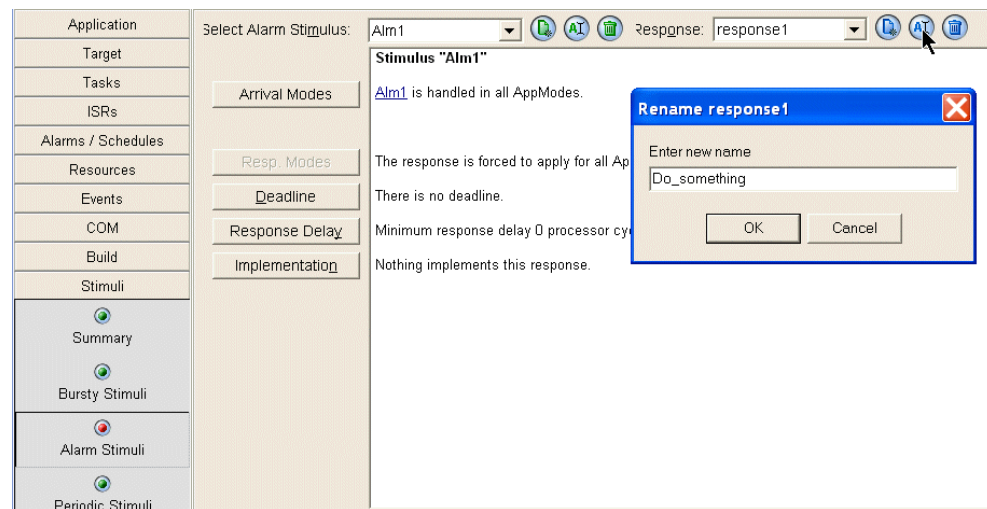 Application
Target
Tasks
ISRs
Alarms / Schedules
Resources
Events
COM
Build
Stimuli
Summary
Bursty Stimuli
Alarm Stimuli
Periodic Stimuli
Select Alarm Stimulus: Alm1 AI Response: response1 AI
Arrival Modes
Resp. Modes
Deadline
Response Delay
Implementation
Stimulus "Alm1"
Alm1 is handled in all AppModes.
The response is forced to apply for all Ap
There is no deadline.
Minimum response delay 0 processor cy
Nothing implements this response.
Rename response1
Enter new name
Do_something
OK Cancel